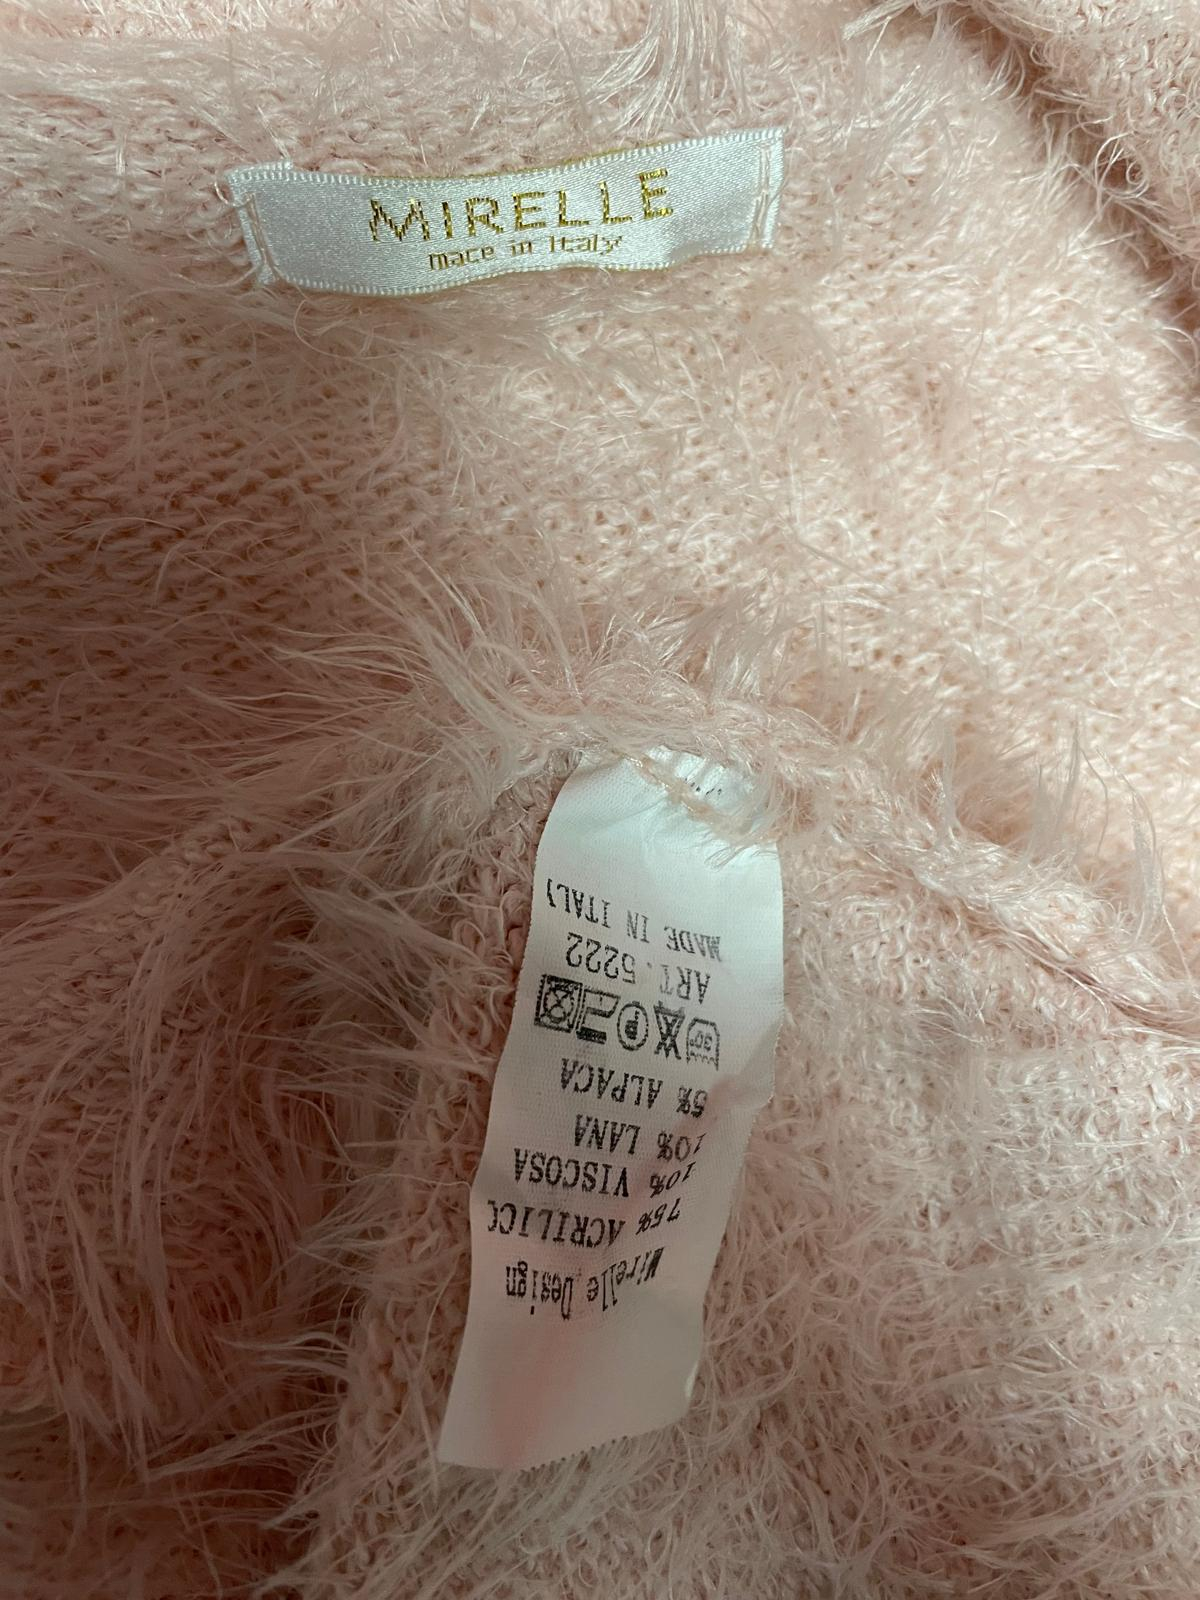 MIRELLE
made in Italy
Mirelle Design
75% ACRILICO
10% VISCOSA
10% LANA
5% ALPACA
30°
P
ART.5222
MADE IN ITALY